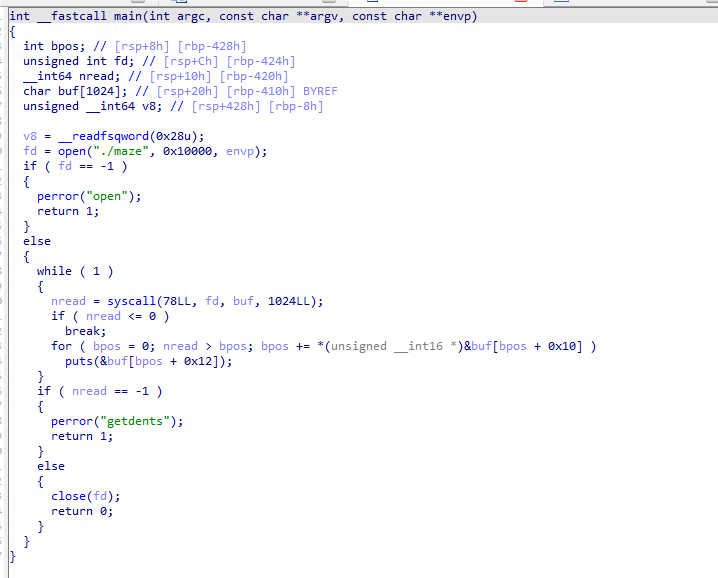 int __fastcall main(int argc, const char **argv, const char **envp)
{
  int bpos; // [rsp+8h] [rbp-428h]
  unsigned int fd; // [rsp+Ch] [rbp-424h]
  __int64 nread; // [rsp+10h] [rbp-420h]
  char buf[1024]; // [rsp+20h] [rbp-410h] BYREF
  unsigned __int64 v8; // [rsp+428h] [rbp-8h]

  v8 = __readfsqword(0x28u);
  fd = open("./maze", 0x10000, envp);
  if ( fd == -1 )
  {
    perror("open");
    return 1;
  }
  else
  {
    while ( 1 )
    {
      nread = syscall(78LL, fd, buf, 1024LL);
      if ( nread <= 0 )
        break;
      for ( bpos = 0; nread > bpos; bpos += *(unsigned __int16 *)&buf[bpos + 0x10] )
        puts(&buf[bpos + 0x12]);
    }
    if ( nread == -1 )
    {
      perror("getdents");
      return 1;
    }
    else
    {
      close(fd);
      return 0;
    }
  }
}